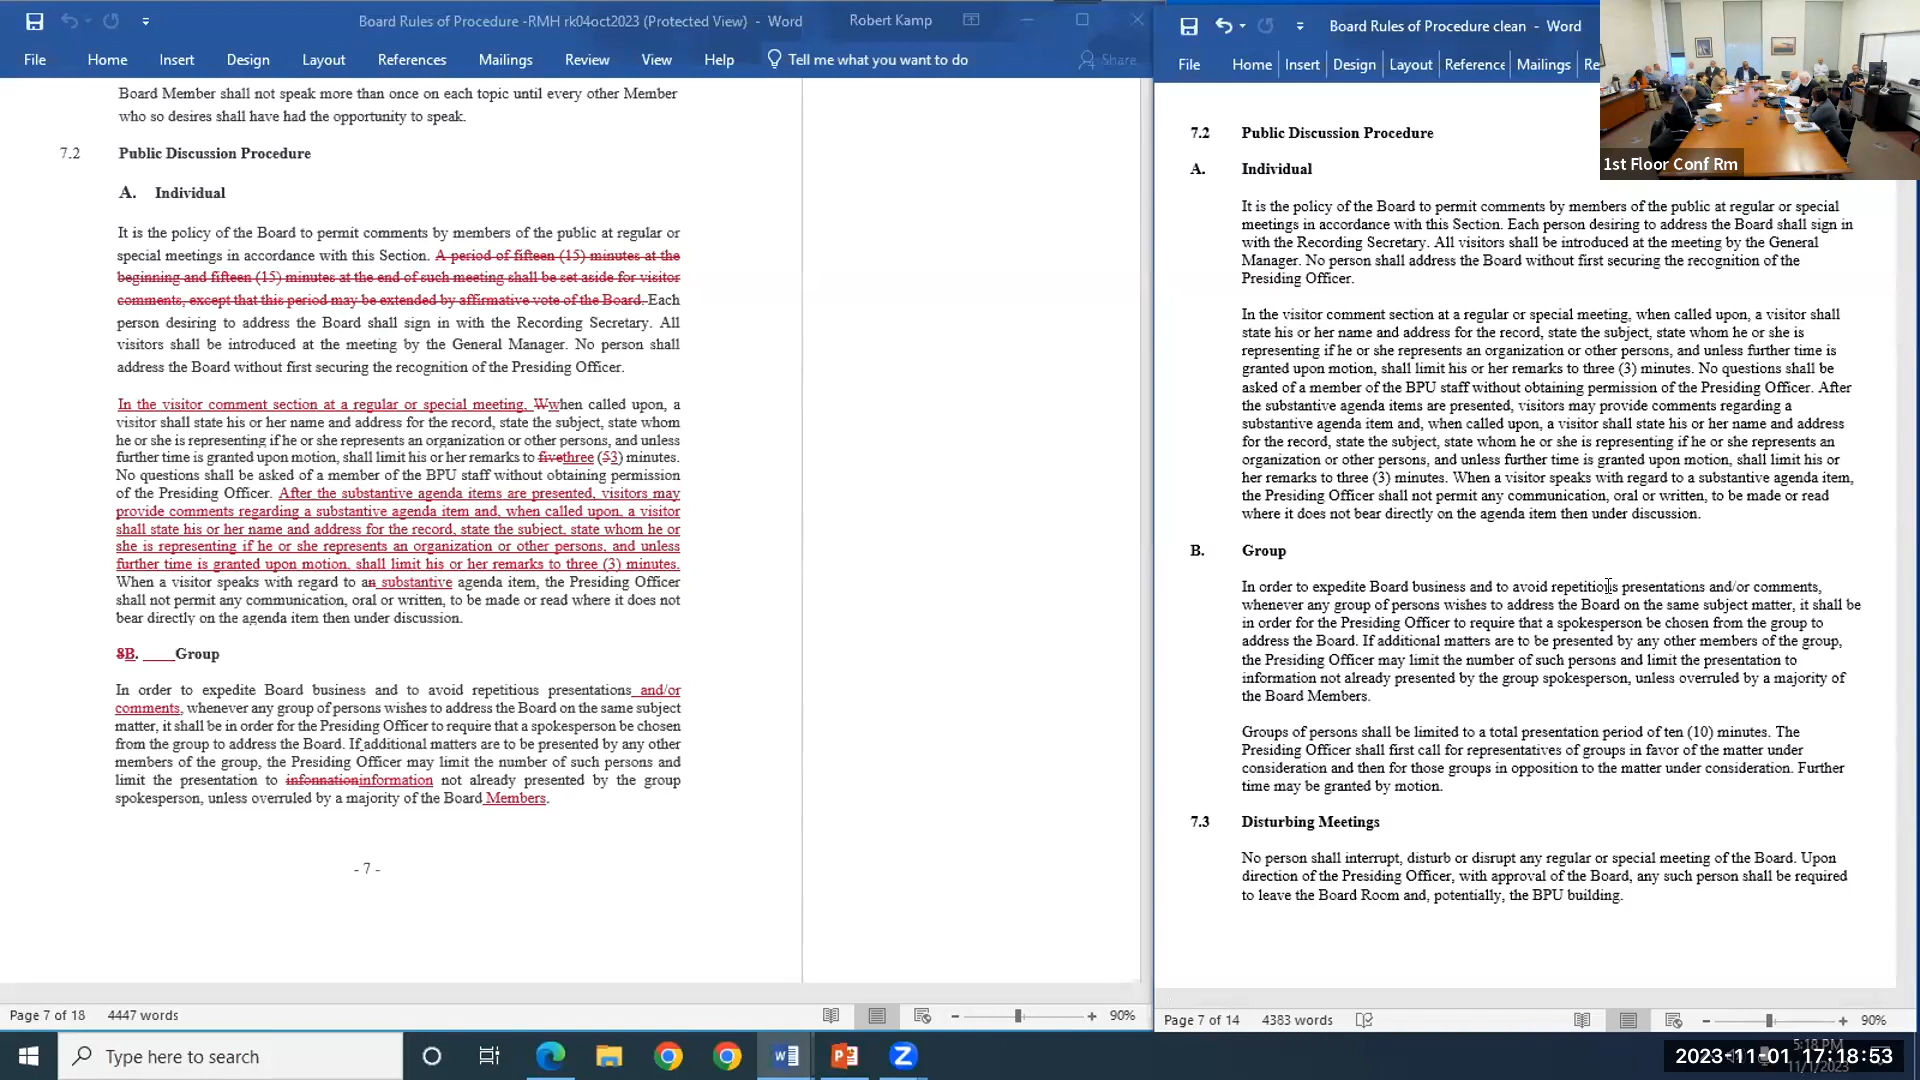 Board Rules of Procedure -RMH rk04oct2023 (Protected View) - Word
Robert Kamp
File Home Insert Design Layout References Mailings Review View Help Tell me what you want to do Share
Board Member shall not speak more than once on each topic until every other Member
who so desires shall have had the opportunity to speak.
7.2 Public Discussion Procedure
A. Individual
It is the policy of the Board to permit comments by members of the public at regular or
special meetings in accordance with this Section. A period of fifteen (15) minutes at the
beginning and fifteen (15) minutes at the end of such meeting shall be set aside for visitor
comments, except that this period may be extended by affirmative vote of the Board. Each
person desiring to address the Board shall sign in with the Recording Secretary. All
visitors shall be introduced at the meeting by the General Manager. No person shall
address the Board without first securing the recognition of the Presiding Officer.
In the visitor comment section at a regular or special meeting, Wwhen called upon, a
visitor shall state his or her name and address for the record, state the subject, state whom
he or she is representing if he or she represents an organization or other persons, and unless
further time is granted upon motion, shall limit his or her remarks to fivethree (53) minutes.
No questions shall be asked of a member of the BPU staff without obtaining permission
of the Presiding Officer. After the substantive agenda items are presented, visitors may
provide comments regarding a substantive agenda item and, when called upon, a visitor
shall state his or her name and address for the record, state the subject, state whom he or
she is representing if he or she represents an organization or other persons, and unless
further time is granted upon motion, shall limit his or her remarks to three (3) minutes.
When a visitor speaks with regard to an substantive agenda item, the Presiding Officer
shall not permit any communication, oral or written, to be made or read where it does not
bear directly on the agenda item then under discussion.
8B. Group
In order to expedite Board business and to avoid repetitious presentations and/or
comments, whenever any group of persons wishes to address the Board on the same subject
matter, it shall be in order for the Presiding Officer to require that a spokesperson be chosen
from the group to address the Board. If additional matters are to be presented by any other
members of the group, the Presiding Officer may limit the number of such persons and
limit the presentation to infonnationinformation not already presented by the group
spokesperson, unless overruled by a majority of the Board Members.
- 7 -
Page 7 of 18 4447 words
90%
Board Rules of Procedure clean - Word
File Home Insert Design Layout Reference Mailings Re
1st Floor Conf Rm
7.2 Public Discussion Procedure
A. Individual
It is the policy of the Board to permit comments by members of the public at regular or special
meetings in accordance with this Section. Each person desiring to address the Board shall sign in
with the Recording Secretary. All visitors shall be introduced at the meeting by the General
Manager. No person shall address the Board without first securing the recognition of the
Presiding Officer.
In the visitor comment section at a regular or special meeting, when called upon, a visitor shall
state his or her name and address for the record, state the subject, state whom he or she is
representing if he or she represents an organization or other persons, and unless further time is
granted upon motion, shall limit his or her remarks to three (3) minutes. No questions shall be
asked of a member of the BPU staff without obtaining permission of the Presiding Officer. After
the substantive agenda items are presented, visitors may provide comments regarding a
substantive agenda item and, when called upon, a visitor shall state his or her name and address
for the record, state the subject, state whom he or she is representing if he or she represents an
organization or other persons, and unless further time is granted upon motion, shall limit his or
her remarks to three (3) minutes. When a visitor speaks with regard to a substantive agenda item,
the Presiding Officer shall not permit any communication, oral or written, to be made or read
where it does not bear directly on the agenda item then under discussion.
B. Group
In order to expedite Board business and to avoid repetitious presentations and/or comments,
whenever any group of persons wishes to address the Board on the same subject matter, it shall be
in order for the Presiding Officer to require that a spokesperson be chosen from the group to
address the Board. If additional matters are to be presented by any other members of the group,
the Presiding Officer may limit the number of such persons and limit the presentation to
information not already presented by the group spokesperson, unless overruled by a majority of
the Board Members.
Groups of persons shall be limited to a total presentation period of ten (10) minutes. The
Presiding Officer shall first call for representatives of groups in favor of the matter under
consideration and then for those groups in opposition to the matter under consideration. Further
time may be granted by motion.
7.3 Disturbing Meetings
No person shall interrupt, disturb or disrupt any regular or special meeting of the Board. Upon
direction of the Presiding Officer, with approval of the Board, any such person shall be required
to leave the Board Room and, potentially, the BPU building.
Page 7 of 14 4383 words
90%
Type here to search
5:18 PM
11/1/2023
2023-11-01 17:18:53